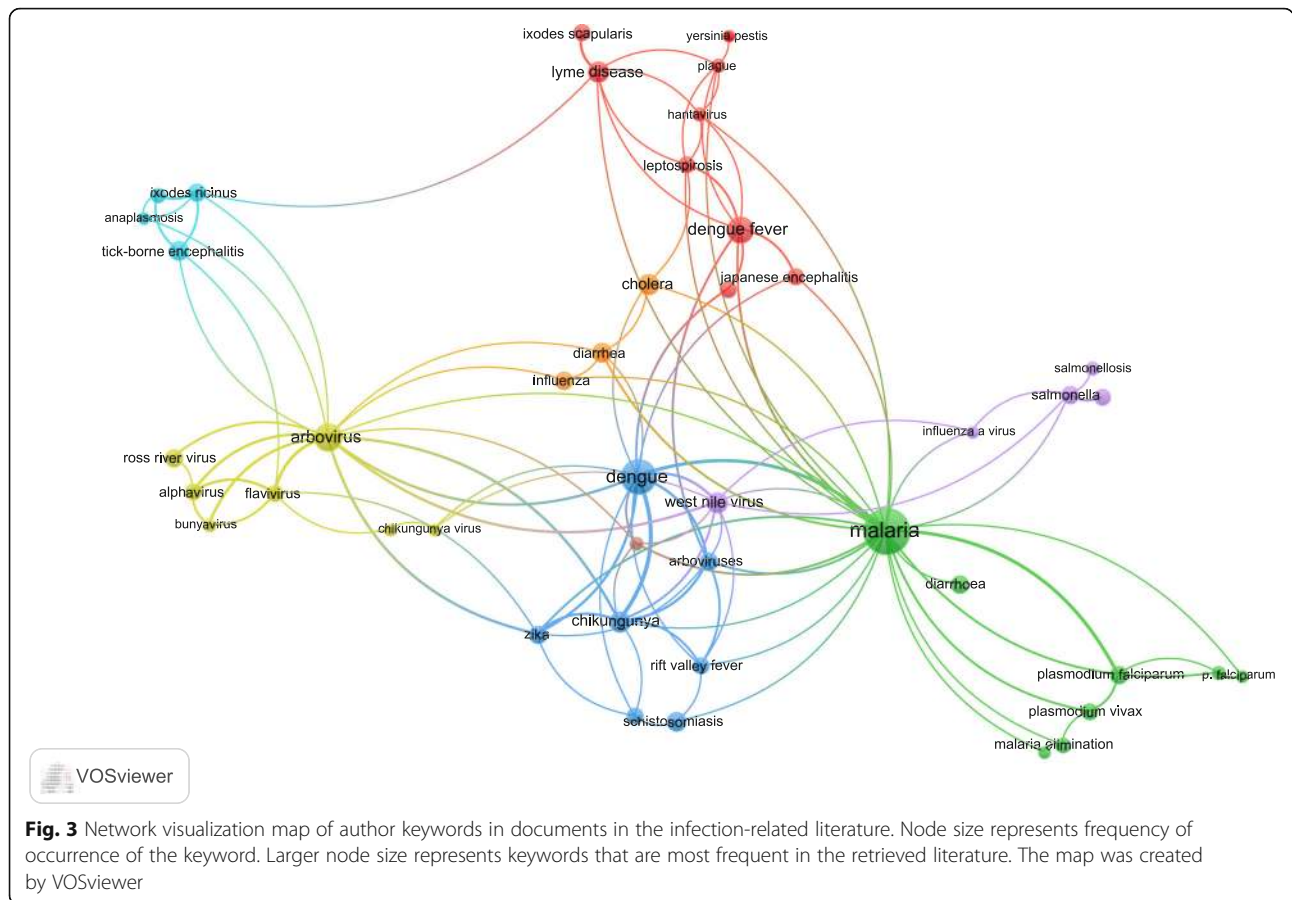 ixodes scapularis
yersinia pestis
lyme disease
plague
hantavirus
leptospirosis
ixodes ricinus
anaplasmosis
dengue fever
tick-borne encephalitis
cholera
japanese encephalitis
diarrhea
salmonellosis
influenza
salmonella
arbovirus
influenza a virus
ross river virus
dengue
alphavirus
flavivirus
west nile virus
bunyavirus
chikungunya virus
malaria
arboviruses
diarrhoea
chikungunya
zika
rift valley fever
plasmodium falciparum
p. falciparum
plasmodium vivax
schistosomiasis
malaria elimination
VOSviewer
Fig. 3 Network visualization map of author keywords in documents in the infection-related literature. Node size represents frequency of
occurrence of the keyword. Larger node size represents keywords that are most frequent in the retrieved literature. The map was created
by VOSviewer